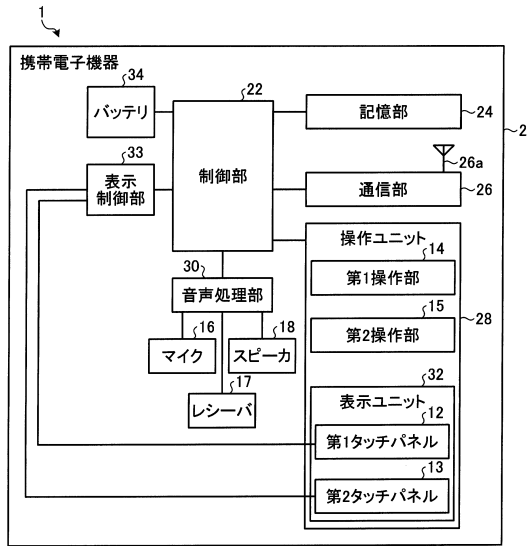 1
携帯電子機器
34
バッテリ
22
制御部
記憶部
24
2
33
表示
制御部
26a
通信部
26
操作ユニット
14
第1操作部
15
第2操作部
28
30
音声処理部
16
マイク
18
スピーカ
17
レシーバ
32
表示ユニット
12
第1タッチパネル
13
第2タッチパネル